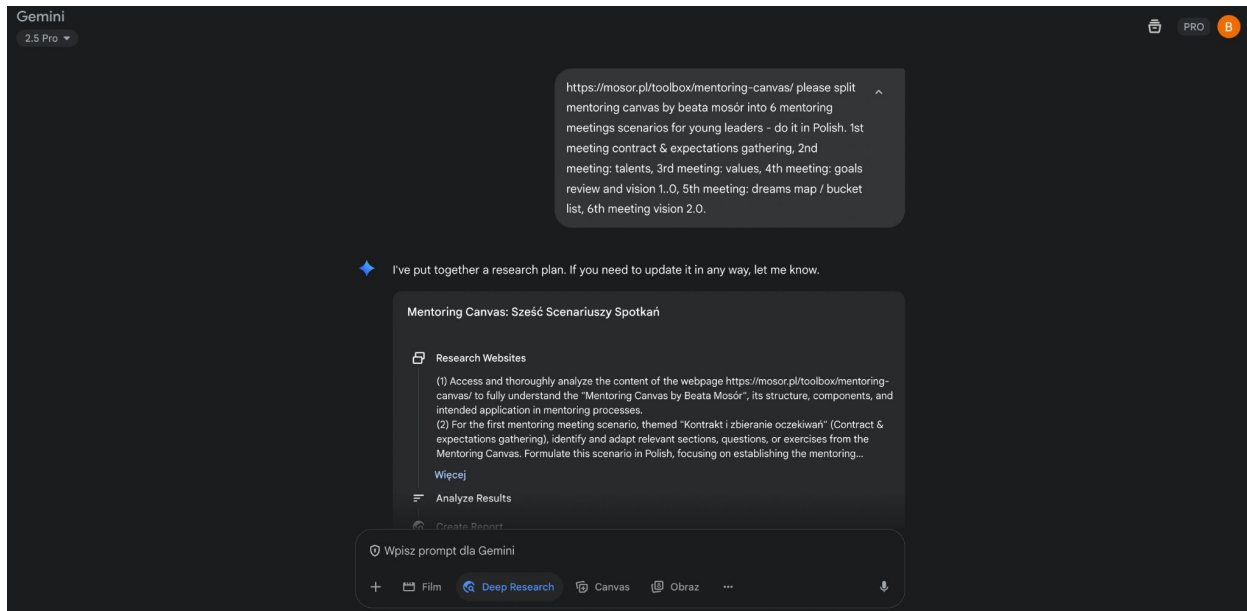 Gemini
2.5 Pro
PRO
B
https://mosor.pl/toolbox/mentoring-canvas/ please split
mentoring canvas by beata mosór into 6 mentoring
meetings scenarios for young leaders - do it in Polish. 1st
meeting contract & expectations gathering, 2nd
meeting: talents, 3rd meeting: values, 4th meeting: goals
review and vision 1..0, 5th meeting: dreams map / bucket
list, 6th meeting vision 2.0.
I've put together a research plan. If you need to update it in any way, let me know.
Mentoring Canvas: Sześć Scenariuszy Spotkań
Research Websites
(1) Access and thoroughly analyze the content of the webpage https://mosor.pl/toolbox/mentoring-
canvas/ to fully understand the "Mentoring Canvas by Beata Mosór", its structure, components, and
intended application in mentoring processes.
(2) For the first mentoring meeting scenario, themed "Kontrakt i zbieranie oczekiwań" (Contract &
expectations gathering), identify and adapt relevant sections, questions, or exercises from the
Mentoring Canvas. Formulate this scenario in Polish, focusing on establishing the mentoring...
Więcej
Analyze Results
Create Report
Wpisz prompt dla Gemini
Film Deep Research Canvas Obraz